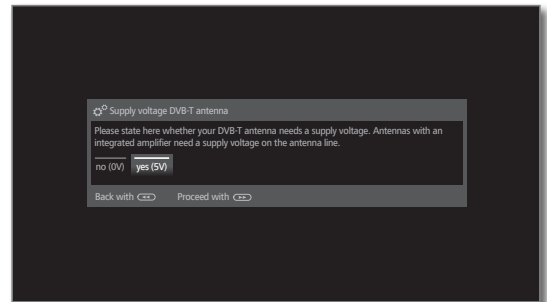 Supply voltage DVB-T antenna
Please state here whether your DVB-T antenna needs a supply voltage. Antennas with an
integrated amplifier need a supply voltage on the antenna line.
no (0V) yes (5V)
Back with Proceed with